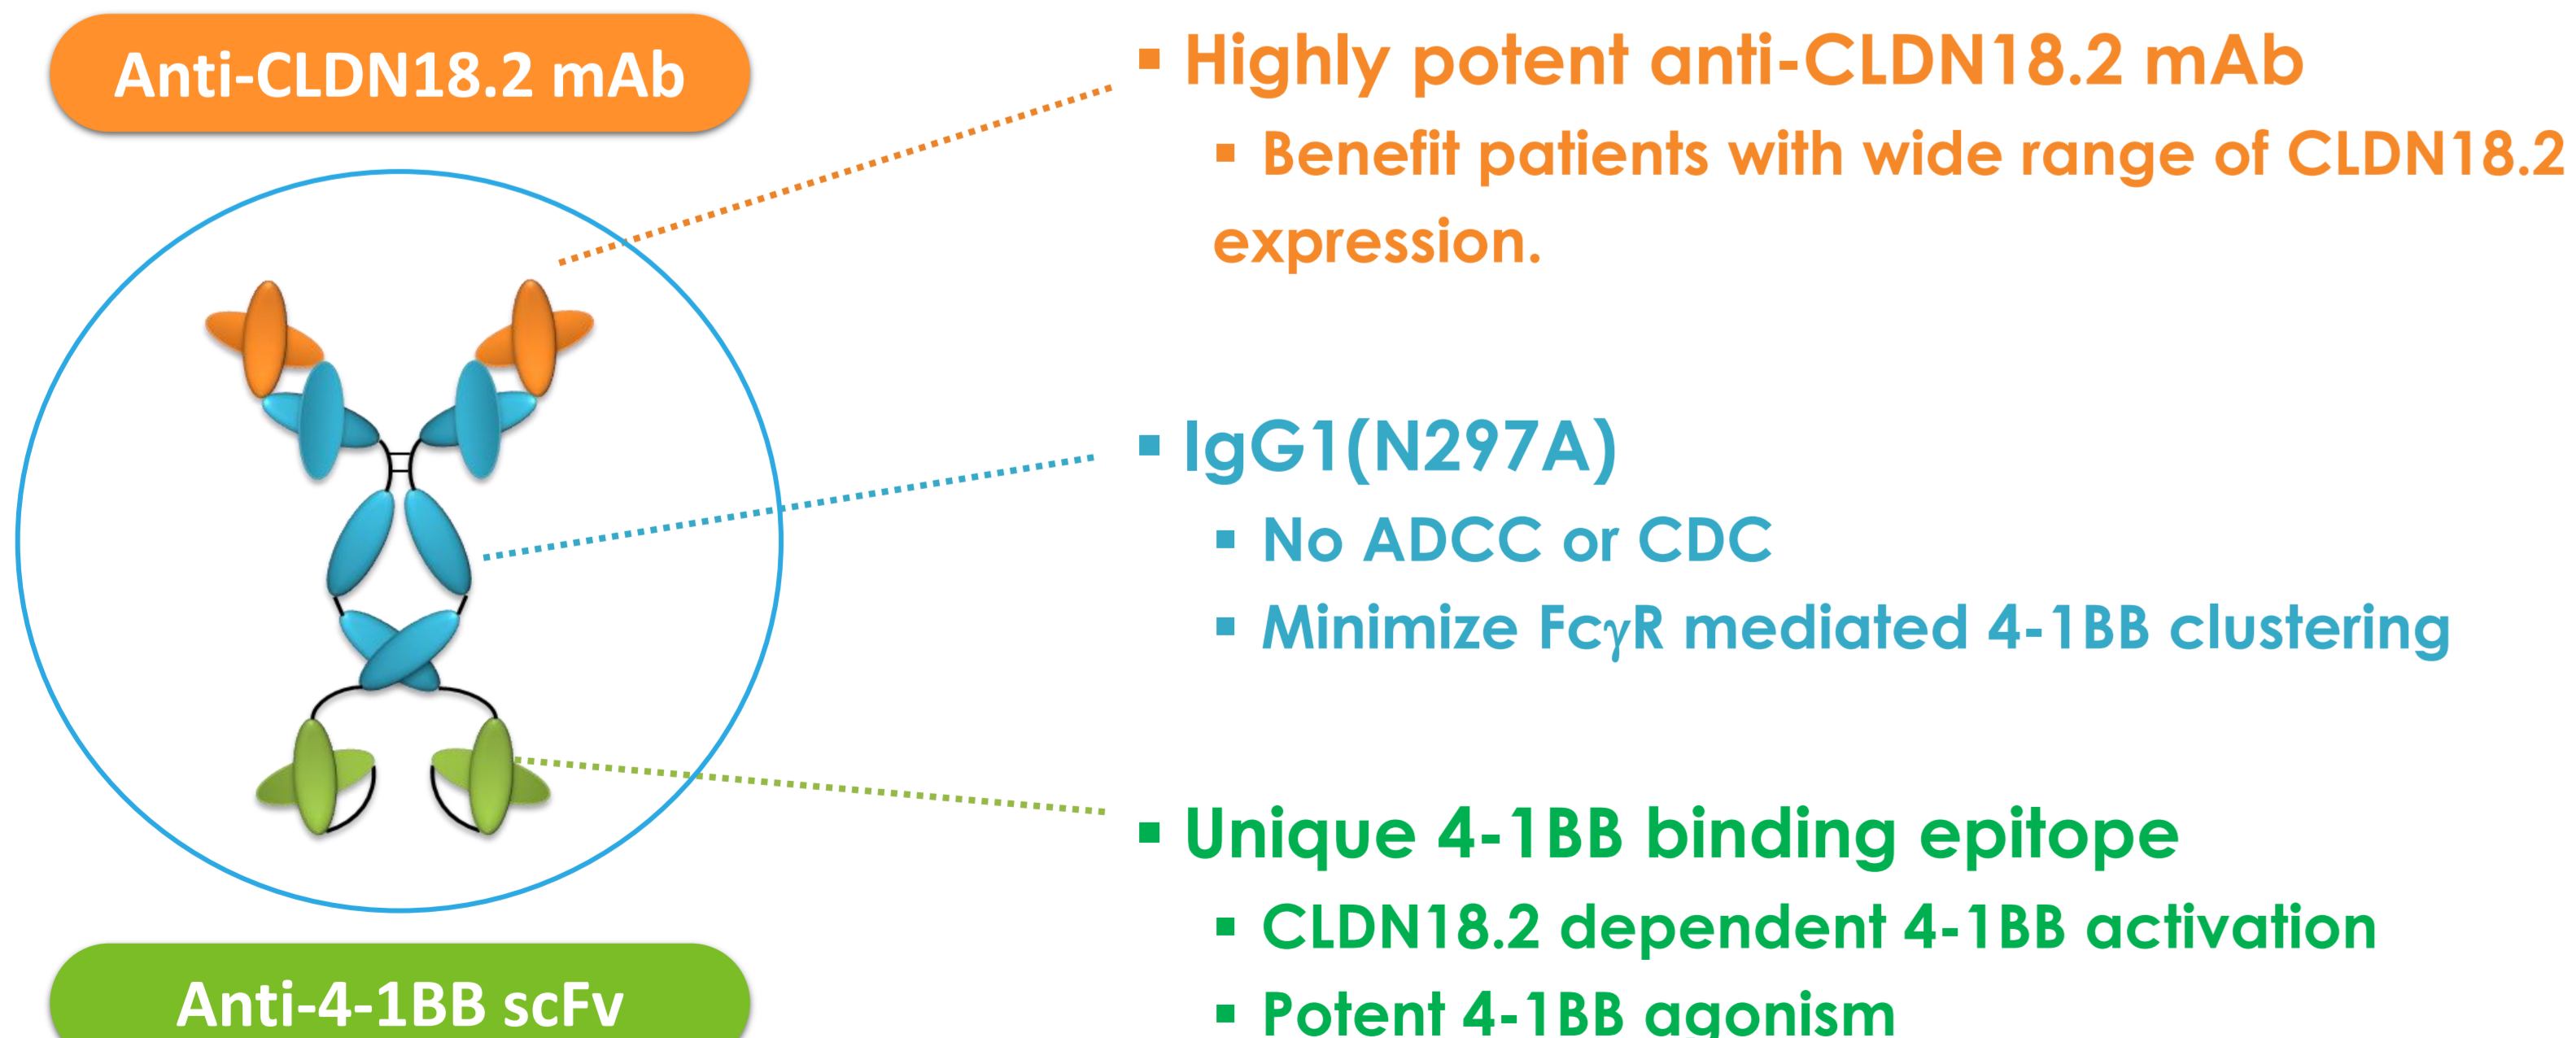 Anti-CLDN18.2 mAb
▪ Highly potent anti-CLDN18.2 mAb
▪ Benefit patients with wide range of CLDN18.2
expression.
▪ IgG1(N297A)
▪ No ADCC or CDC
▪ Minimize FcγR mediated 4-1BB clustering
▪ Unique 4-1BB binding epitope
▪ CLDN18.2 dependent 4-1BB activation
▪ Potent 4-1BB agonism
Anti-4-1BB scFv